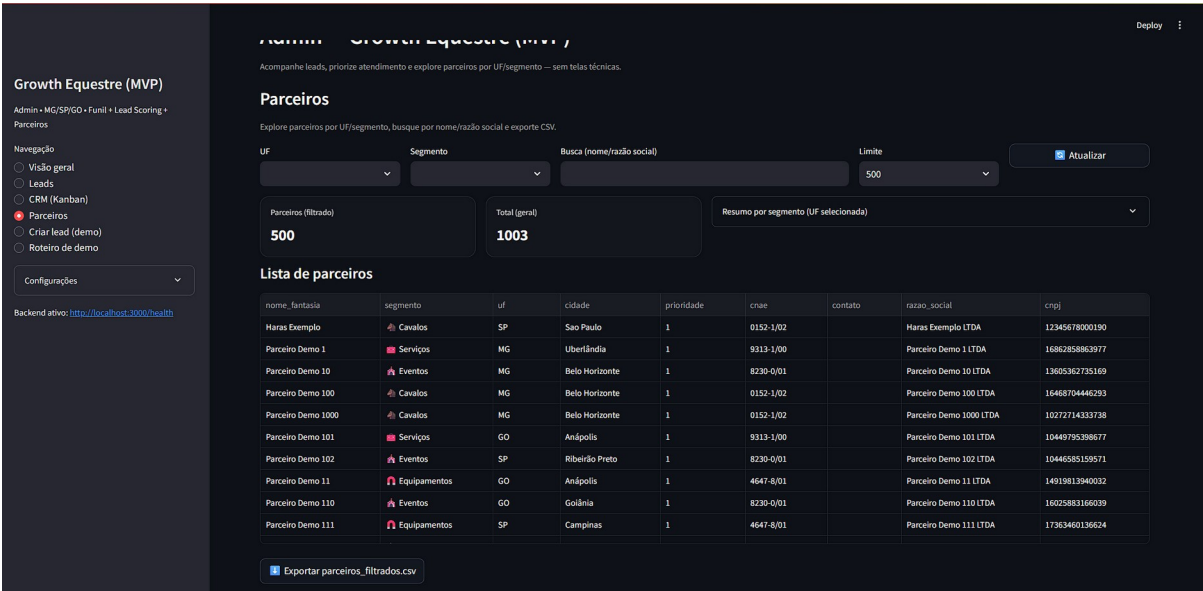 Deploy
Growth Equestre (MVP)
Admin • MG/SP/GO • Funil + Lead Scoring +
Parceiros
Navegação
Visão geral
Leads
CRM (Kanban)
Parceiros
Criar lead (demo)
Roteiro de demo
Configurações
Backend ativo: http://localhost:3000/health
Admin — Growth Equestre (MVP)
Acompanhe leads, priorize atendimento e explore parceiros por UF/segmento — sem telas técnicas.
Parceiros
Explore parceiros por UF/segmento, busque por nome/razão social e exporte CSV.
UF Segmento Busca (nome/razão social) Limite
500
Atualizar
Parceiros (filtrado)
500
Total (geral)
1003
Resumo por segmento (UF selecionada)
Lista de parceiros
nome_fantasia segmento uf cidade prioridade cnae contato razao_social cnpj
Haras Exemplo Cavalos SP Sao Paulo 1 0152-1/02 Haras Exemplo LTDA 12345678000190
Parceiro Demo 1 Serviços MG Uberlândia 1 9313-1/00 Parceiro Demo 1 LTDA 16862858863977
Parceiro Demo 10 Eventos MG Belo Horizonte 1 8230-0/01 Parceiro Demo 10 LTDA 13605362735169
Parceiro Demo 100 Cavalos MG Belo Horizonte 1 0152-1/02 Parceiro Demo 100 LTDA 16468704446293
Parceiro Demo 1000 Cavalos MG Belo Horizonte 1 0152-1/02 Parceiro Demo 1000 LTDA 10272714333738
Parceiro Demo 101 Serviços GO Anápolis 1 9313-1/00 Parceiro Demo 101 LTDA 10449795398677
Parceiro Demo 102 Eventos SP Ribeirão Preto 1 8230-0/01 Parceiro Demo 102 LTDA 10446585159571
Parceiro Demo 11 Equipamentos GO Anápolis 1 4647-8/01 Parceiro Demo 11 LTDA 14919813940032
Parceiro Demo 110 Eventos GO Goiânia 1 8230-0/01 Parceiro Demo 110 LTDA 16025883166039
Parceiro Demo 111 Equipamentos SP Campinas 1 4647-8/01 Parceiro Demo 111 LTDA 17363460136624
Exportar parceiros_filtrados.csv